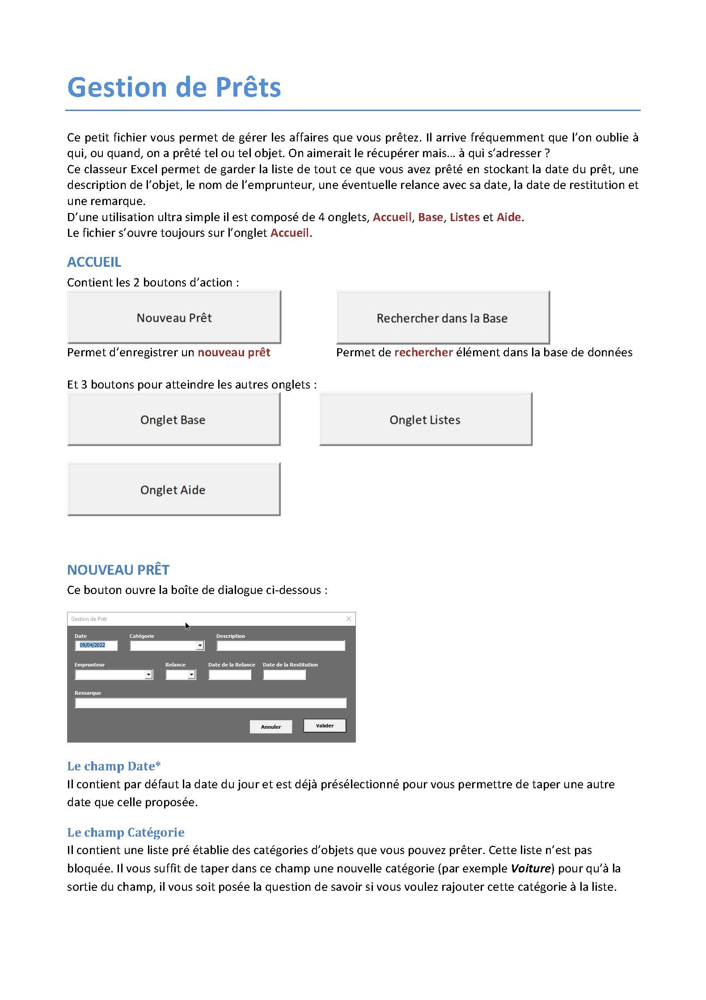 Gestion de Prêts
Ce petit fichier vous permet de gérer les affaires que vous prêtez. Il arrive fréquemment que l’on oublie à
qui, ou quand, on a prêté tel ou tel objet. On aimerait le récupérer mais… à qui s’adresser ?
Ce classeur Excel permet de garder la liste de tout ce que vous avez prêté en stockant la date du prêt, une
description de l’objet, le nom de l’emprunteur, une éventuelle relance avec sa date, la date de restitution et
une remarque.
D’une utilisation ultra simple il est composé de 4 onglets, Accueil, Base, Listes et Aide.
Le fichier s’ouvre toujours sur l’onglet Accueil.
ACCUEIL
Contient les 2 boutons d’action :
Nouveau Prêt
Rechercher dans la Base
Permet d’enregistrer un nouveau prêt
Permet de rechercher élément dans la base de données
Et 3 boutons pour atteindre les autres onglets :
Onglet Base
Onglet Listes
Onglet Aide
NOUVEAU PRÊT
Ce bouton ouvre la boîte de dialogue ci-dessous :
Gestion de Prêt
Date Catégorie Description
09/04/2022
Emprunteur Relance Date de la Relance Date de la Restitution
Remarque
Annuler Valider
Le champ Date*
Il contient par défaut la date du jour et est déjà présélectionné pour vous permettre de taper une autre
date que celle proposée.
Le champ Catégorie
Il contient une liste pré établie des catégories d’objets que vous pouvez prêter. Cette liste n’est pas
bloquée. Il vous suffit de taper dans ce champ une nouvelle catégorie (par exemple Voiture) pour qu’à la
sortie du champ, il vous soit posée la question de savoir si vous voulez rajouter cette catégorie à la liste.